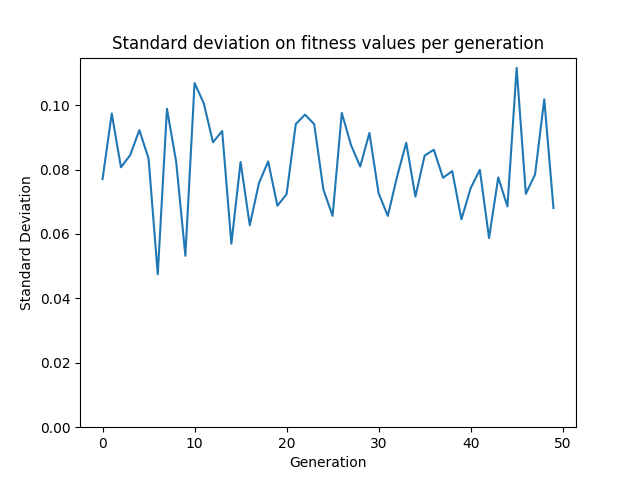 Standard deviation on fitness values per generation
Standard Deviation
0.10
0.08
0.06
0.04
0.02
0.00
0 10 20 30 40 50
Generation